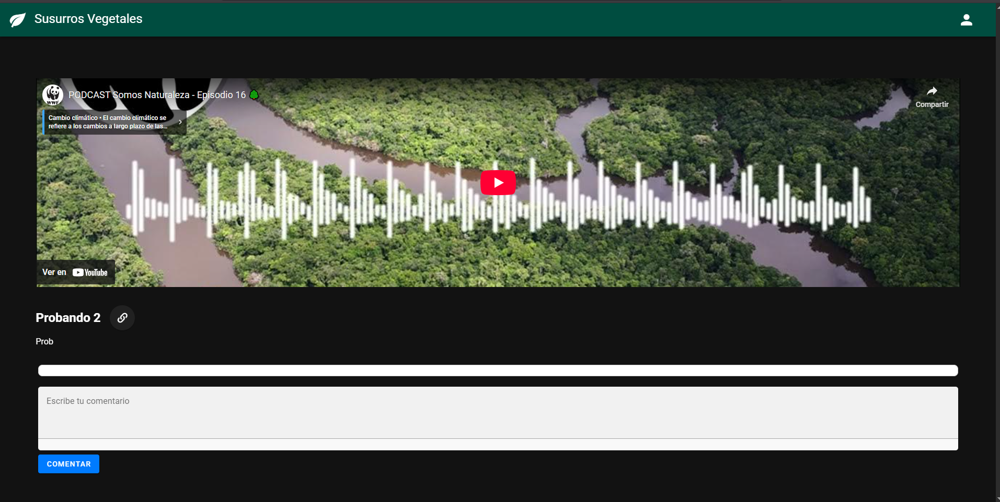 Susurros Vegetales
PODCAST Somos Naturaleza - Episodio 16
WWF
Compartir
Cambio climático • El cambio climático se
refiere a los cambios a largo plazo de las...
Ver en YouTube
Probando 2
Prob
Escribe tu comentario
COMENTAR